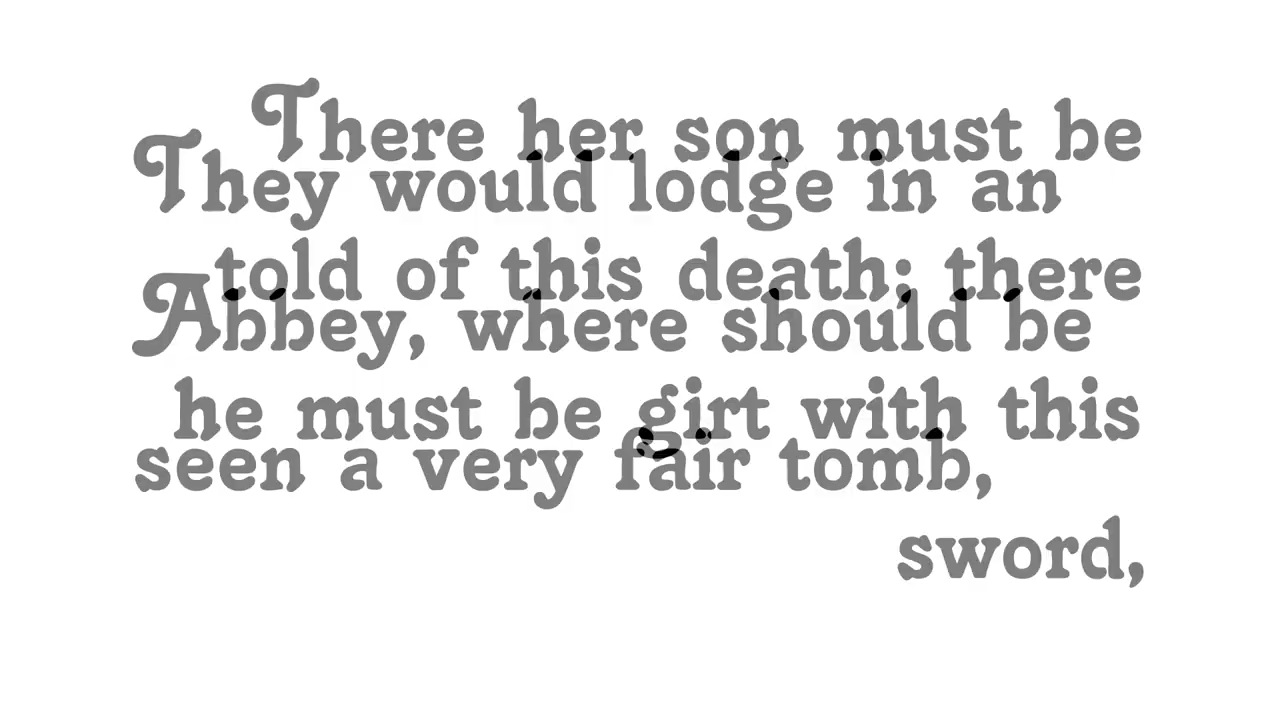 There her son must be
They would lodge in an
told of this death; there
Abbey, where should be
he must be girt with this
seen a very fair tomb,
sword,